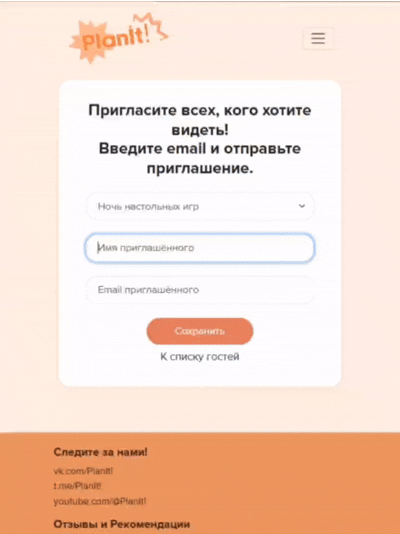 PlanIt!
Пригласите всех, кого хотите
видеть!
Введите email и отправьте
приглашение.
Ночь настольных игр
Имя приглашённого
Email приглашённого
Сохранить
К списку гостей
Следите за нами!
vk.com/PlanIt!
t.me/PlanIt!
youtube.com/@PlanIt!
Отзывы и Рекомендации